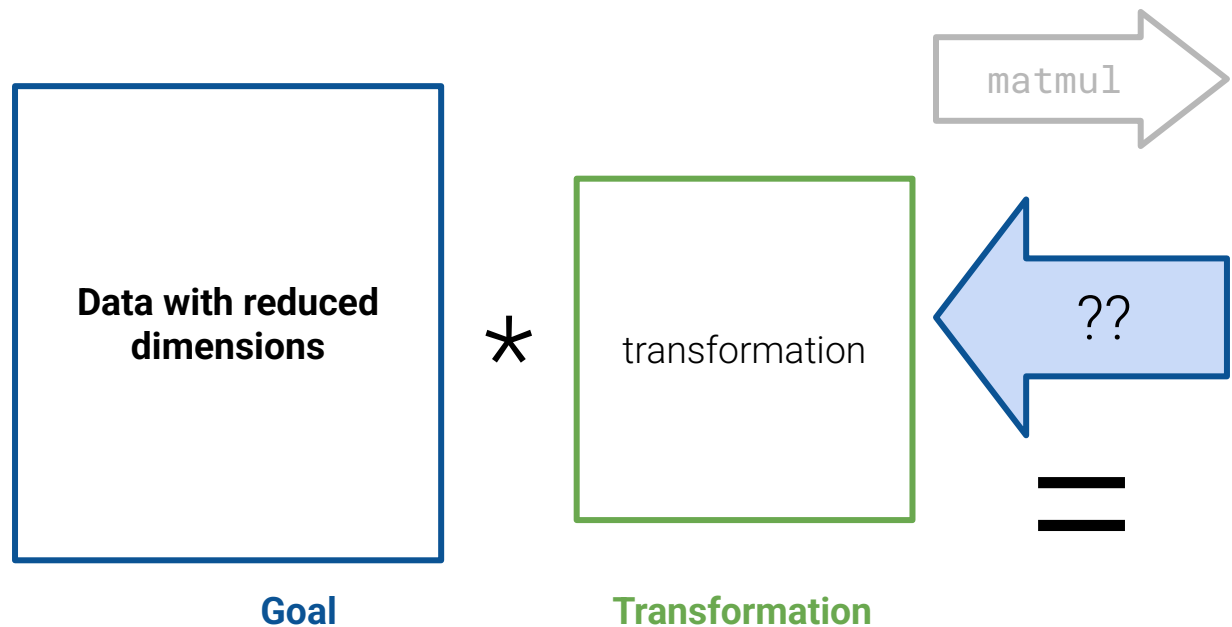 matmul
Data with reduced
dimensions
*
transformation
??
=
Goal
Transformation